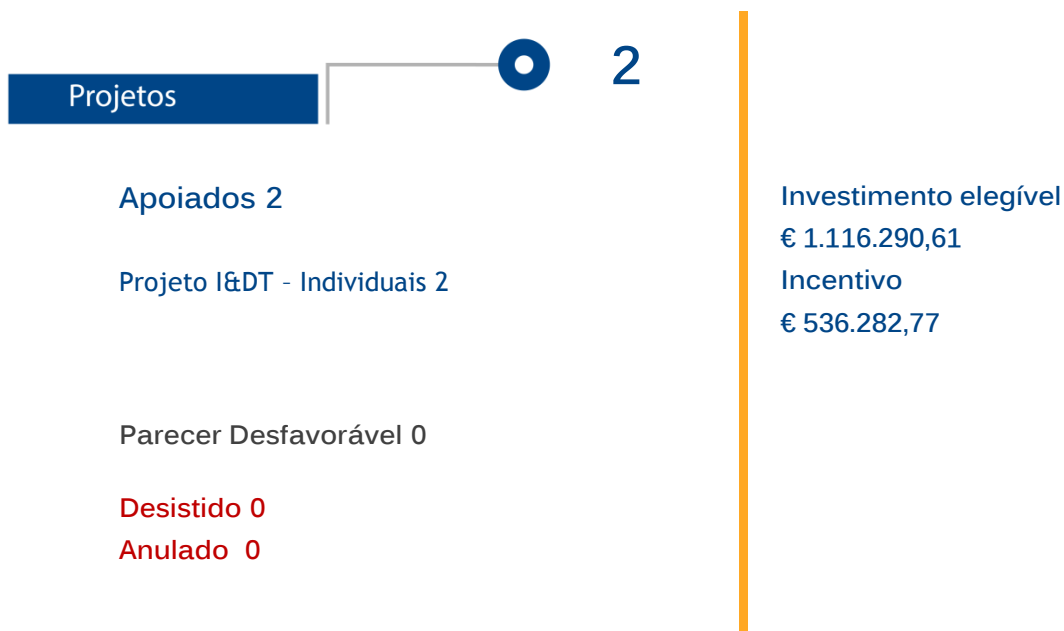 Projetos
2
Apoiados 2
Projeto I&DT – Individuais 2
Parecer Desfavorável 0
Desistido 0
Anulado 0
Investimento elegível
€ 1.116.290,61
Incentivo
€ 536.282,77